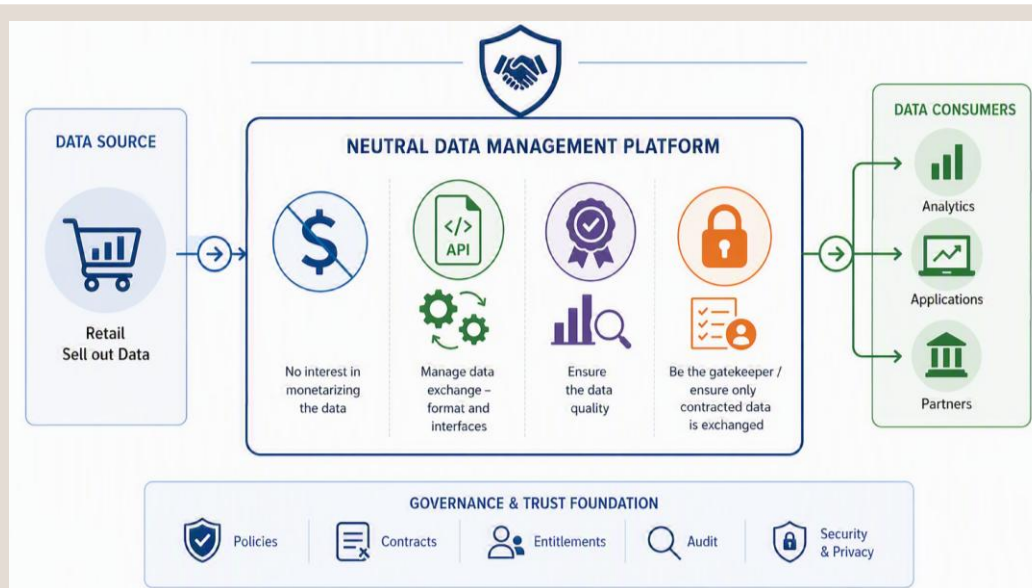 DATA SOURCE
Retail
Sell out Data
NEUTRAL DATA MANAGEMENT PLATFORM
$
No interest in
monetarizing
the data
</>
API
Manage data
exchange –
format and
interfaces
Ensure
the data
quality
Be the gatekeeper /
ensure only
contracted data
is exchanged
DATA CONSUMERS
Analytics
Applications
Partners
GOVERNANCE & TRUST FOUNDATION
Policies
Contracts
Entitlements
Audit
Security
& Privacy